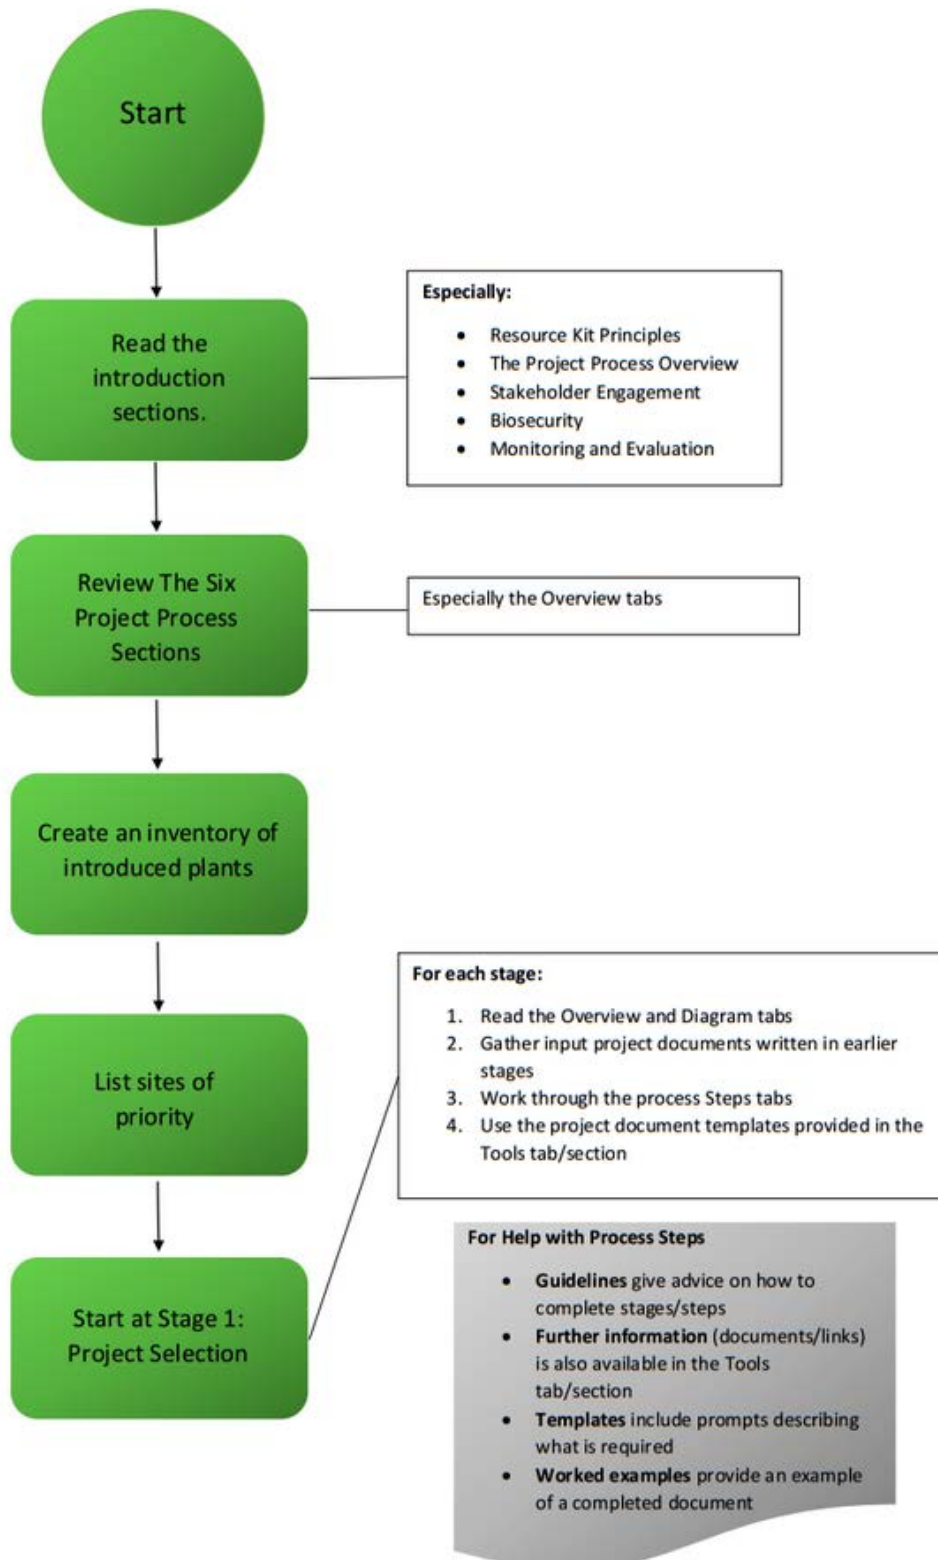 Start
Read the
introduction
sections.
Especially:
• Resource Kit Principles
• The Project Process Overview
• Stakeholder Engagement
• Biosecurity
• Monitoring and Evaluation
Review The Six
Project Process
Sections
Especially the Overview tabs
Create an inventory of
introduced plants
List sites of
priority
Start at Stage 1:
Project Selection
For each stage:
1. Read the Overview and Diagram tabs
2. Gather input project documents written in earlier
stages
3. Work through the process Steps tabs
4. Use the project document templates provided in the
Tools tab/section
For Help with Process Steps
• Guidelines give advice on how to
complete stages/steps
• Further information (documents/links)
is also available in the Tools
tab/section
• Templates include prompts describing
what is required
• Worked examples provide an example
of a completed document